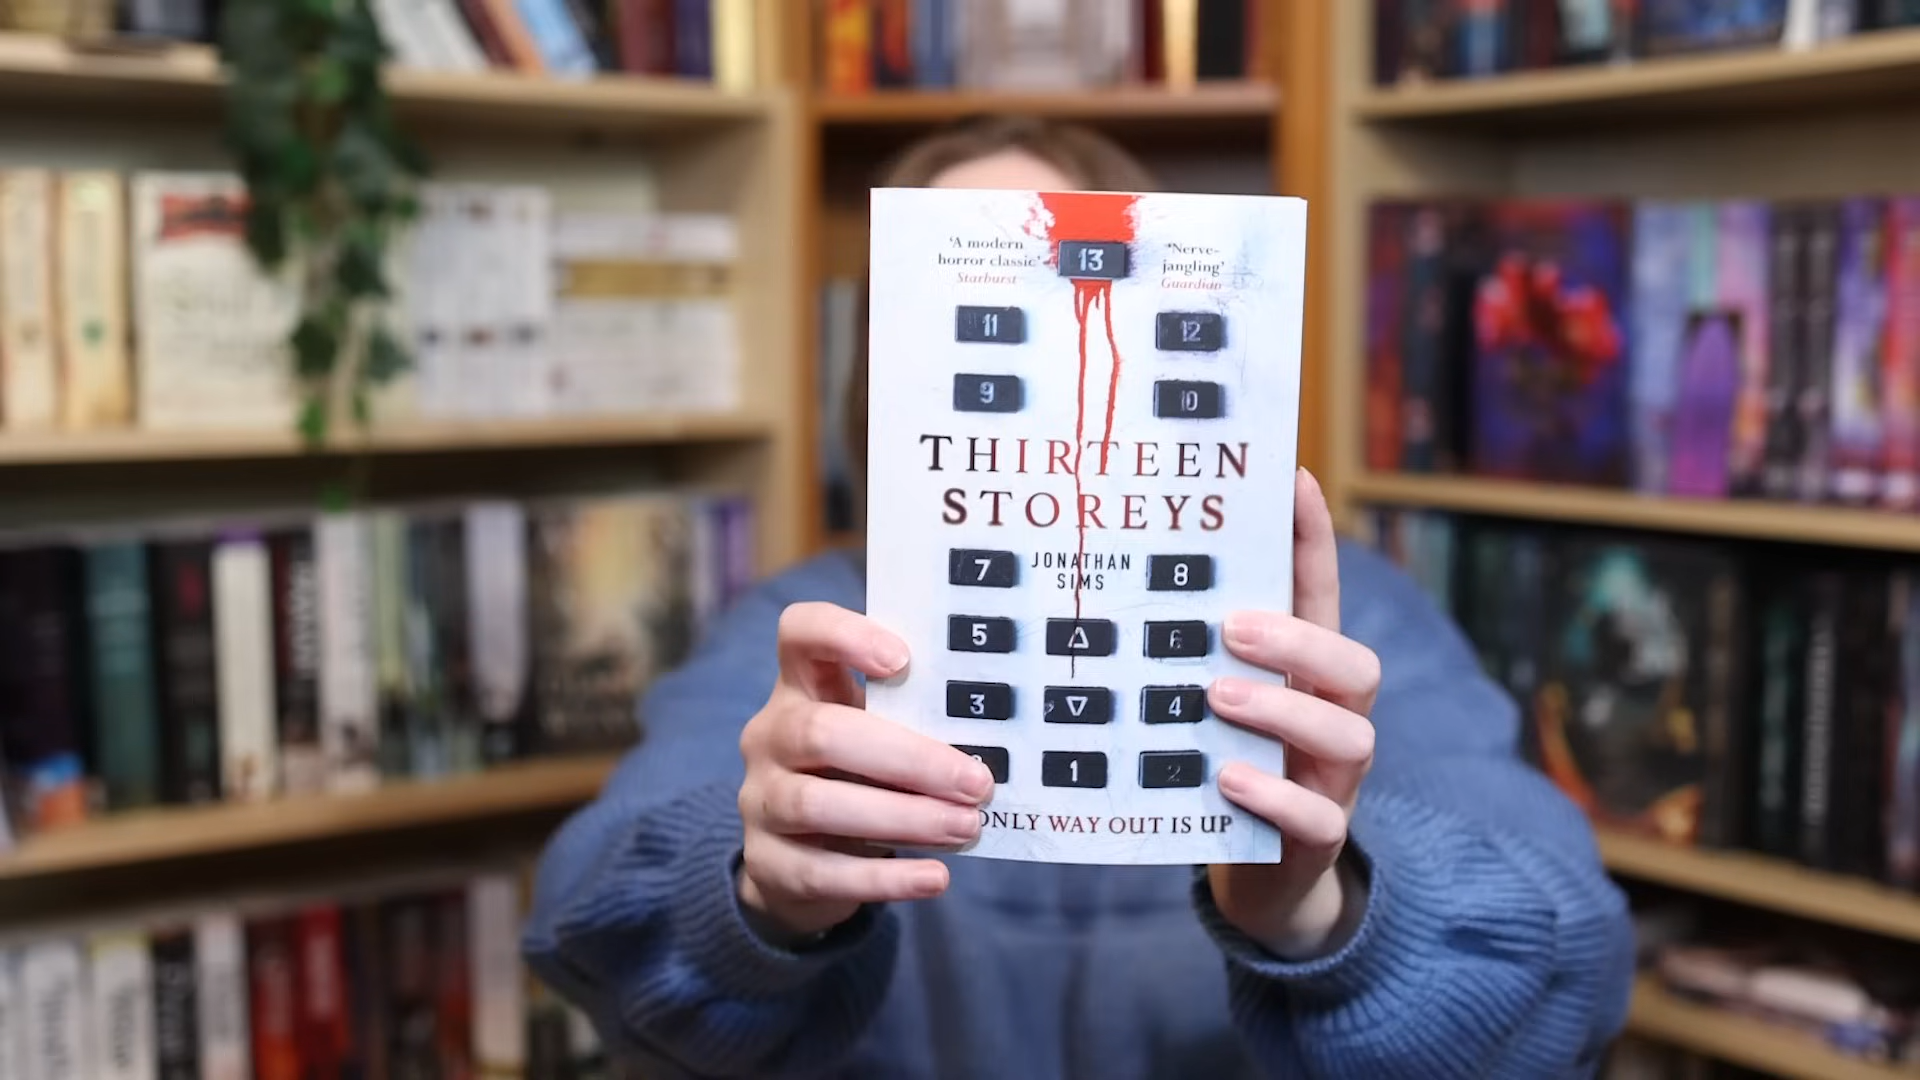 'A modern
horror classic'
Starburst
'Nerve-
jangling'
Guardian
13
11
12
9
10
THIRTEEN
STOREYS
7
JONATHAN
SIMS
8
5
△
6
3
▽
4
1
2
ONLY WAY OUT IS UP